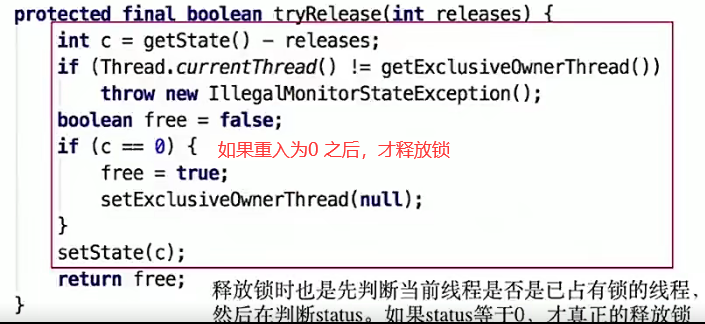 protected final boolean tryRelease(int releases) {
int c = getState() - releases;
if (Thread.currentThread() != getExclusiveOwnerThread())
throw new IllegalMonitorStateException();
boolean free = false;
if (c == 0) { 如果重入为0 之后，才释放锁
free = true;
setExclusiveOwnerThread(null);
}
setState(c);
return free;
}
释放锁时也是先判断当前线程是否是已占有锁的线程，
然后在判断status。如果status等于0，才真正的释放锁